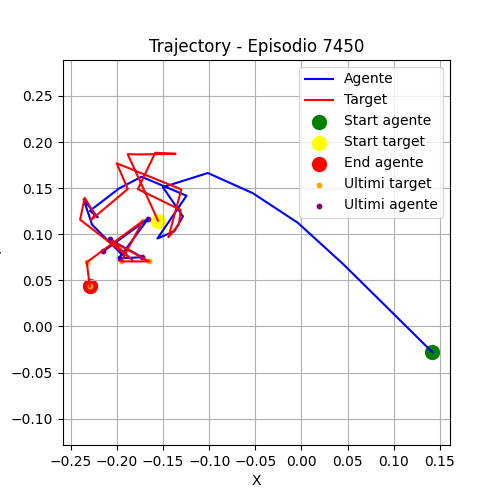 Trajectory - Episodio 7450
Agente
Target
Start agente
Start target
End agente
Ultimi target
Ultimi agente
0.25
0.20
0.15
0.10
0.05
0.00
−0.05
−0.10
−0.25
−0.20
−0.15
−0.10
−0.05
0.00
0.05
0.10
0.15
X